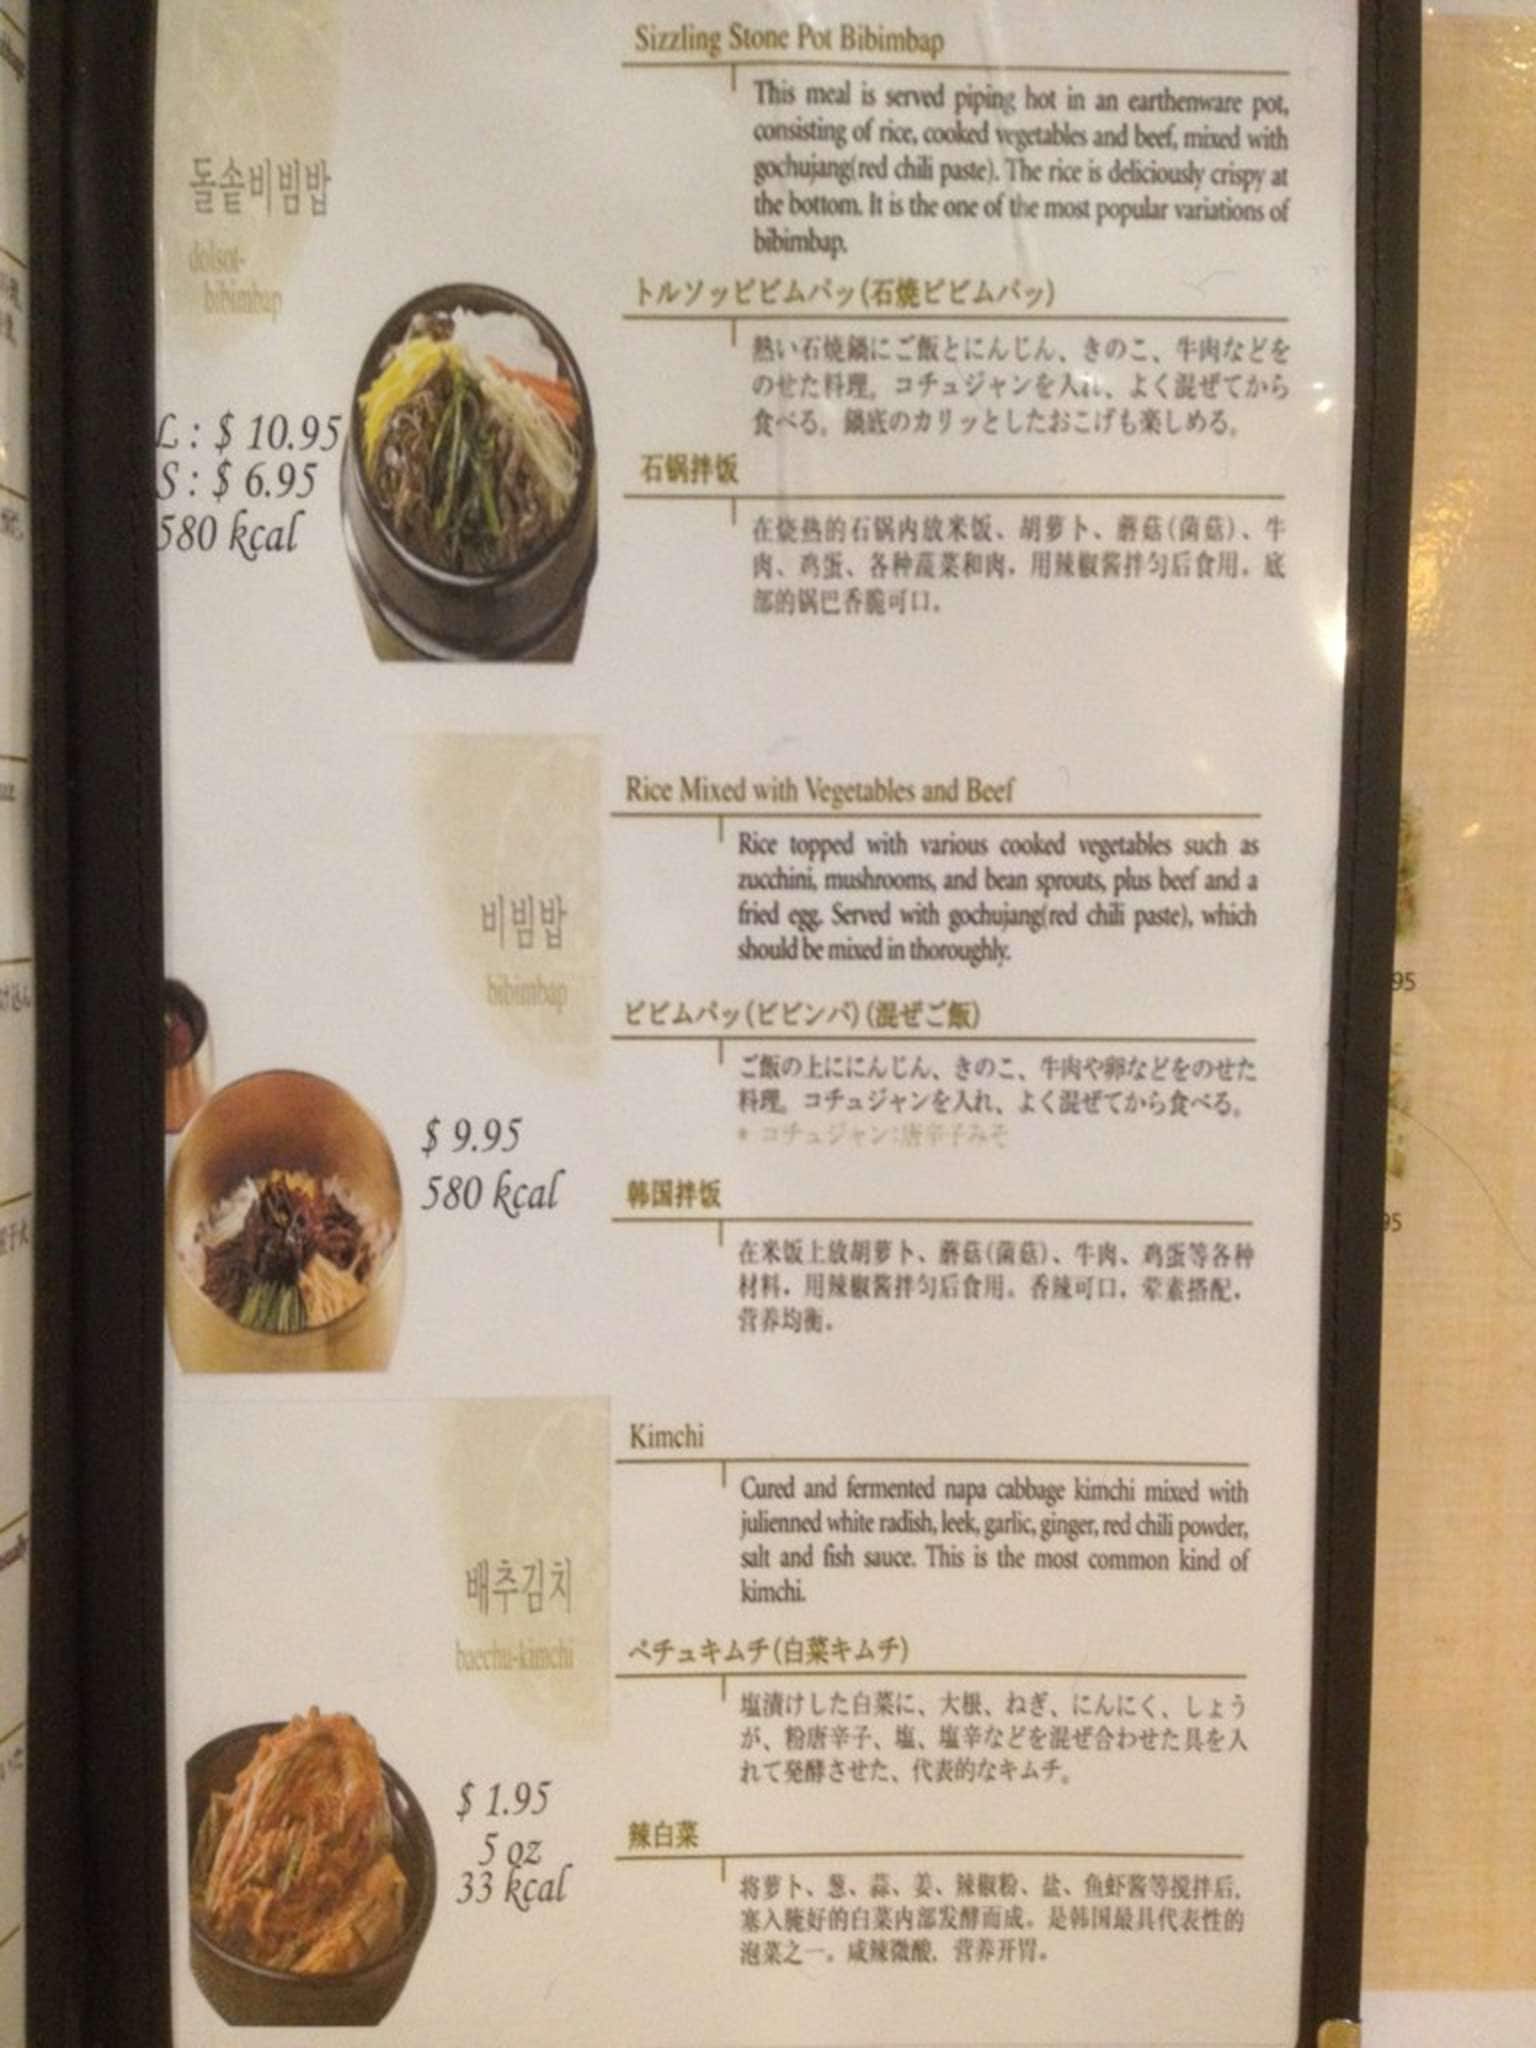 Sizzling Stone Pot Bibimbap
This meal is served piping hot in an earthenware pot,
consisting of rice, cooked vegetables and beef, mixed with
gochujang(red chili paste). The rice is deliciously crispy at
the bottom. It is the one of the most popular variations of
bibimbap.
돌솥비빔밥
dolsot-
bibimbap
L : $ 10.95
S : $ 6.95
580 kcal
トルソッビビムバッ(石焼ビビムバッ)
熱い石焼鍋にご飯とにんじん、きのこ、牛肉などを
のせた料理。コチュジャンを入れ、よく混ぜてから
食べる。鍋底のカリッとしたおこげも楽しめる。
石锅拌饭
在烧热的石锅内放米饭、胡萝卜、蘑菇(菌菇)、牛
肉、鸡蛋、各种蔬菜和肉，用辣椒酱拌匀后食用。底
部的锅巴香脆可口。
Rice Mixed with Vegetables and Beef
Rice topped with various cooked vegetables such as
zucchini, mushrooms, and bean sprouts, plus beef and a
fried egg. Served with gochujang(red chili paste), which
should be mixed in thoroughly.
비빔밥
bibimbap
$ 9.95
580 kcal
ビビムバッ(ビビンバ)(混ぜご飯)
ご飯の上ににんじん、きのこ、牛肉や卵などをのせた
料理。コチュジャンを入れ、よく混ぜてから食べる。
* コチュジャン:唐辛子みそ
韩国拌饭
在米饭上放胡萝卜、蘑菇(菌菇)、牛肉、鸡蛋等各种
材料，用辣椒酱拌匀后食用。香辣可口，荤素搭配，
营养均衡。
Kimchi
Cured and fermented napa cabbage kimchi mixed with
julienned white radish, leek, garlic, ginger, red chili powder,
salt and fish sauce. This is the most common kind of
kimchi.
배추김치
baechu-kimchi
$ 1.95
5 oz
33 kcal
ペチュキムチ(白菜キムチ)
塩漬けした白菜に、大根、ねぎ、にんにく、しょう
が、粉唐辛子、塩、塩辛などを混ぜ合わせた具を入
れて発酵させた、代表的なキムチ。
辣白菜
将萝卜、葱、蒜、姜、辣椒粉、盐、鱼虾酱等搅拌后，
塞入腌好的白菜内部发酵而成。是韩国最具代表性的
泡菜之一。咸辣微酸，营养开胃。
95
95